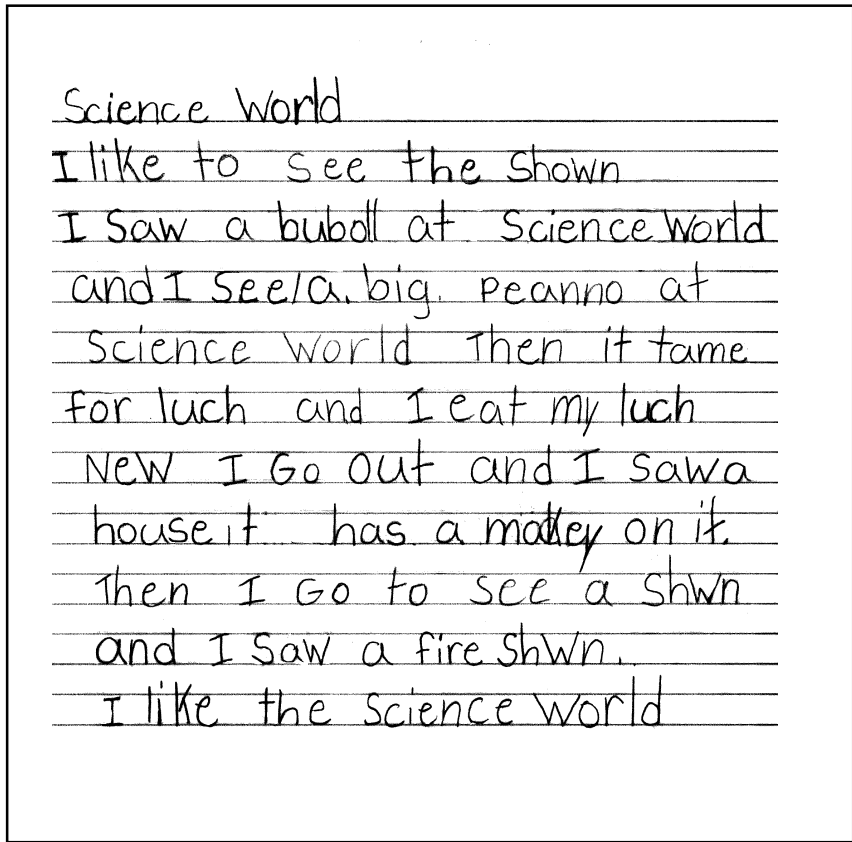 Science World
I like to see the Shown
I Saw a buboll at Science World
and I See a. big. Peanno at
Science World Then it tame
for luch and I eat my luch
New I Go out and I sawa
house it has a on it.
Then I Go to see a Shwn
and I Saw a fire Shwn.
I like the Science World